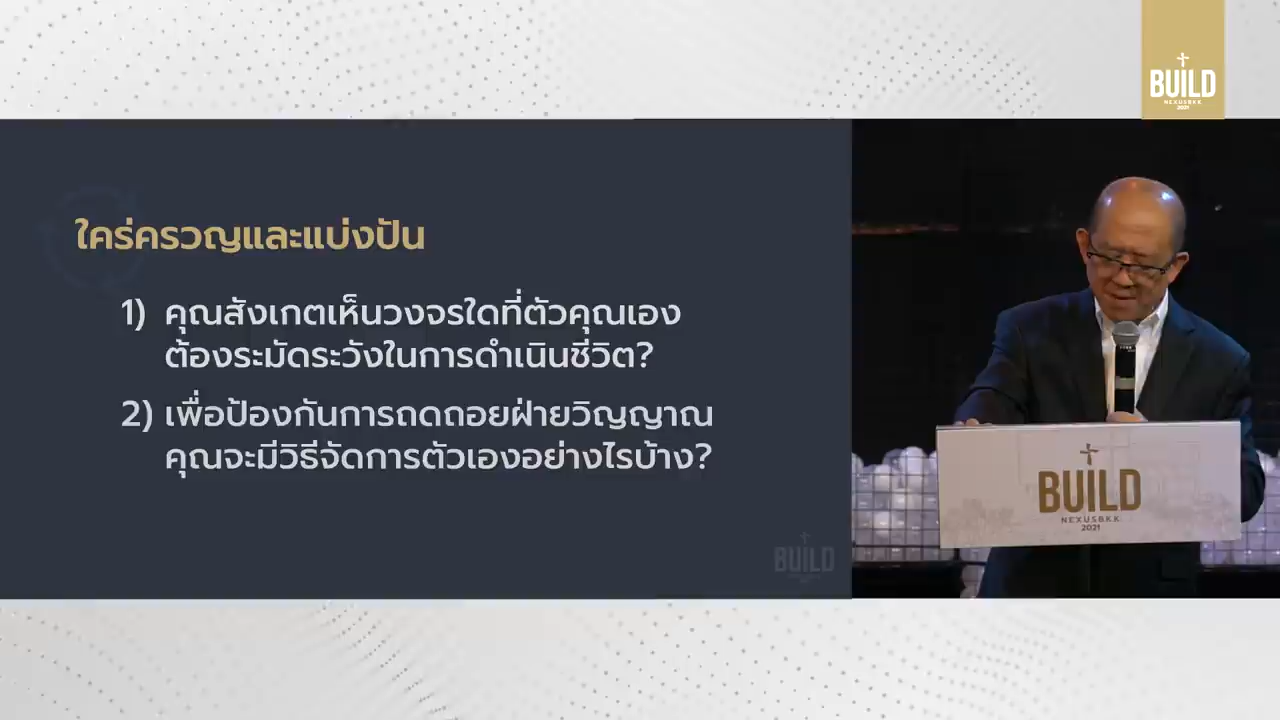 BUILD
NEXUSBKK
2021
ใคร่ครวญและแบ่งปัน
1) คุณสังเกตเห็นวงจรใดที่ตัวคุณเอง
ต้องระมัดระวังในการดำเนินชีวิต?
2) เพื่อป้องกันการถดถอยฝ่ายวิญญาณ
คุณจะมีวิธีจัดการตัวเองอย่างไรบ้าง?
BUILD
BUILD
NEXUSBKK
2021